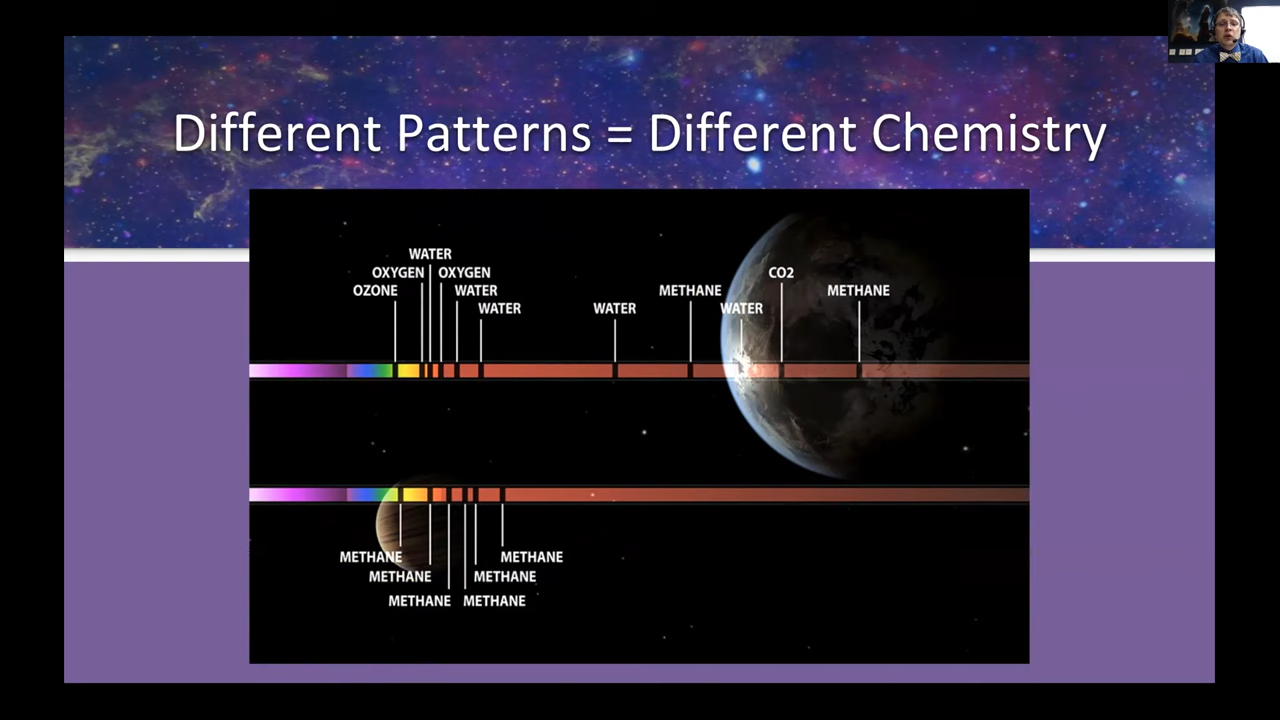 Different Patterns = Different Chemistry
WATER
OXYGEN OXYGEN CO2
OZONE WATER METHANE METHANE
WATER WATER WATER
METHANE METHANE
METHANE METHANE
METHANE METHANE